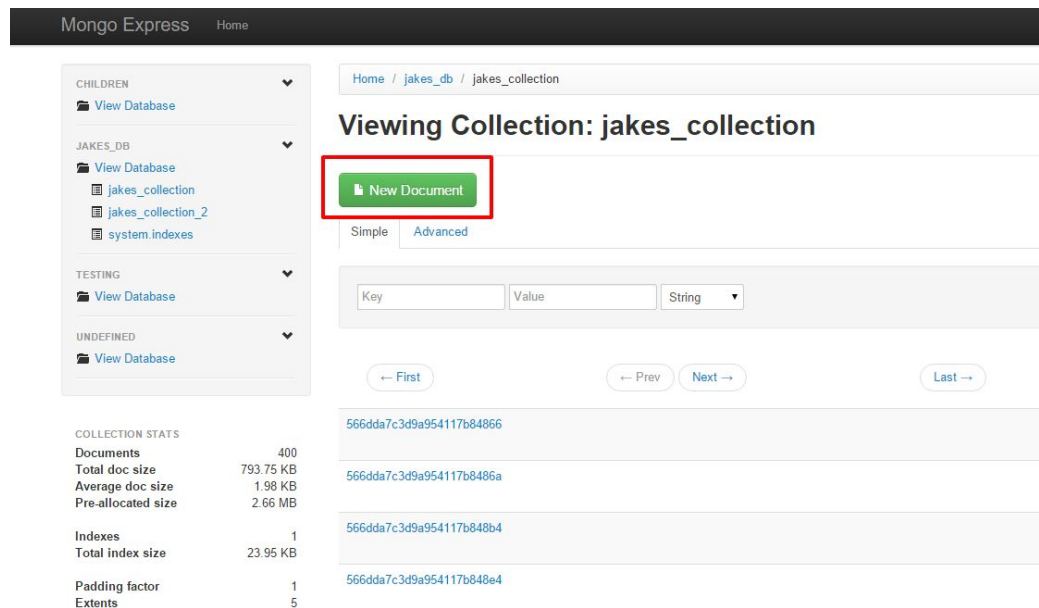 Mongo Express Home
CHILDREN
View Database
JAKES_DB
View Database
jakes_collection
jakes_collection_2
system.indexes
TESTING
View Database
UNDEFINED
View Database
COLLECTION STATS
Documents 400
Total doc size 793.75 KB
Average doc size 1.98 KB
Pre-allocated size 2.66 MB
Indexes 1
Total index size 23.95 KB
Padding factor 1
Extents 5
Home / jakes_db / jakes_collection
Viewing Collection: jakes_collection
New Document
Simple Advanced
Key Value String
← First ← Prev Next → Last →
566dda7c3d9a954117b84866
566dda7c3d9a954117b8486a
566dda7c3d9a954117b848b4
566dda7c3d9a954117b848e4